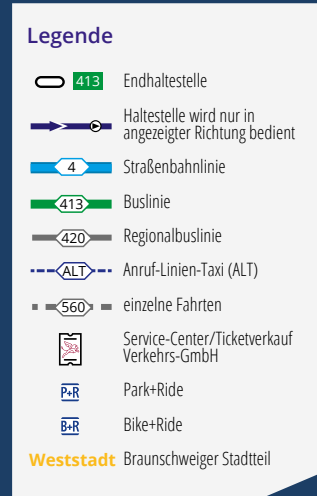 Legende
413 Endhaltestelle
Haltestelle wird nur in
angezeigter Richtung bedient
4 Straßenbahnlinie
413 Buslinie
420 Regionalbuslinie
ALT Anruf-Linien-Taxi (ALT)
560 einzelne Fahrten
Service-Center/Ticketverkauf
Verkehrs-GmbH
P+R Park+Ride
B+R Bike+Ride
Weststadt Braunschweiger Stadtteil